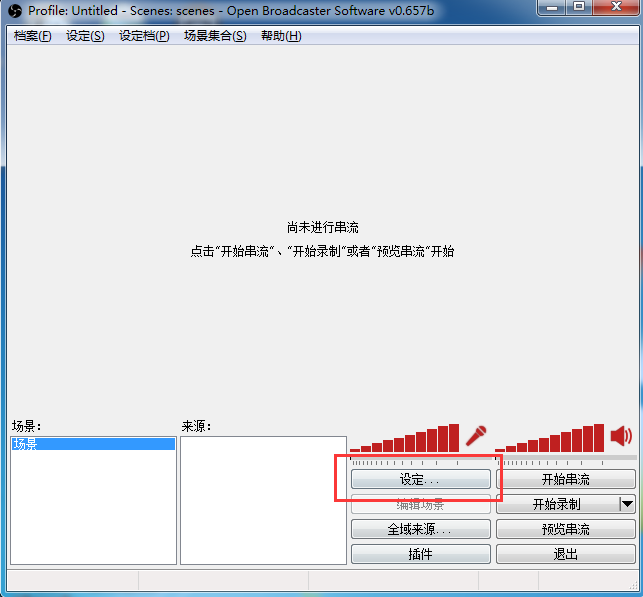 Profile: Untitled - Scenes: scenes - Open Broadcaster Software v0.657b
档案(F) 设定(S) 设定档(P) 场景集合(S) 帮助(H)
尚未进行串流
点击"开始串流"、"开始录制"或者"预览串流"开始
场景: 来源:
场景
设定... 开始串流
编辑场景 开始录制
全域来源... 预览串流
插件 退出